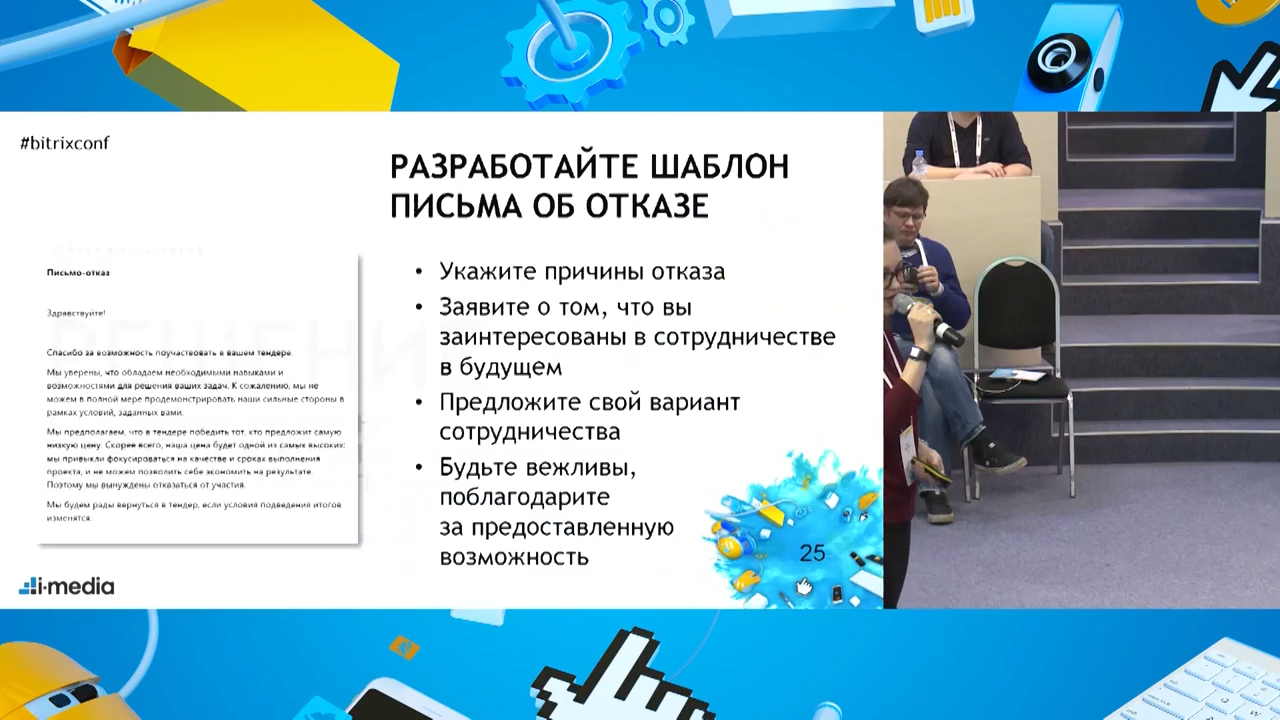 #bitrixconf
РАЗРАБОТАЙТЕ ШАБЛОН
ПИСЬМА ОБ ОТКАЗЕ
Письмо-отказ
Здравствуйте!
Спасибо за возможность поучаствовать в вашем тендере.
Мы уверены, что обладаем необходимыми навыками и
возможностями для решения ваших задач. К сожалению, мы не
можем в полной мере продемонстрировать наши сильные стороны в
рамках условий, заданных вами.
Мы предполагаем, что в тендере победит тот, кто предложит самую
низкую цену. Скорее всего, наша цена будет одной из самых высоких:
мы привыкли фокусироваться на качестве и сроках выполнения
проекта, и не можем позволить себе экономить на результате.
Поэтому мы вынуждены отказаться от участия.
Мы будем рады вернуться в тендер, если условия подведения итогов
изменятся.
• Укажите причины отказа
• Заявите о том, что вы
заинтересованы в сотрудничестве
в будущем
• Предложите свой вариант
сотрудничества
• Будьте вежливы,
поблагодарите
за предоставленную
возможность
25
i-media